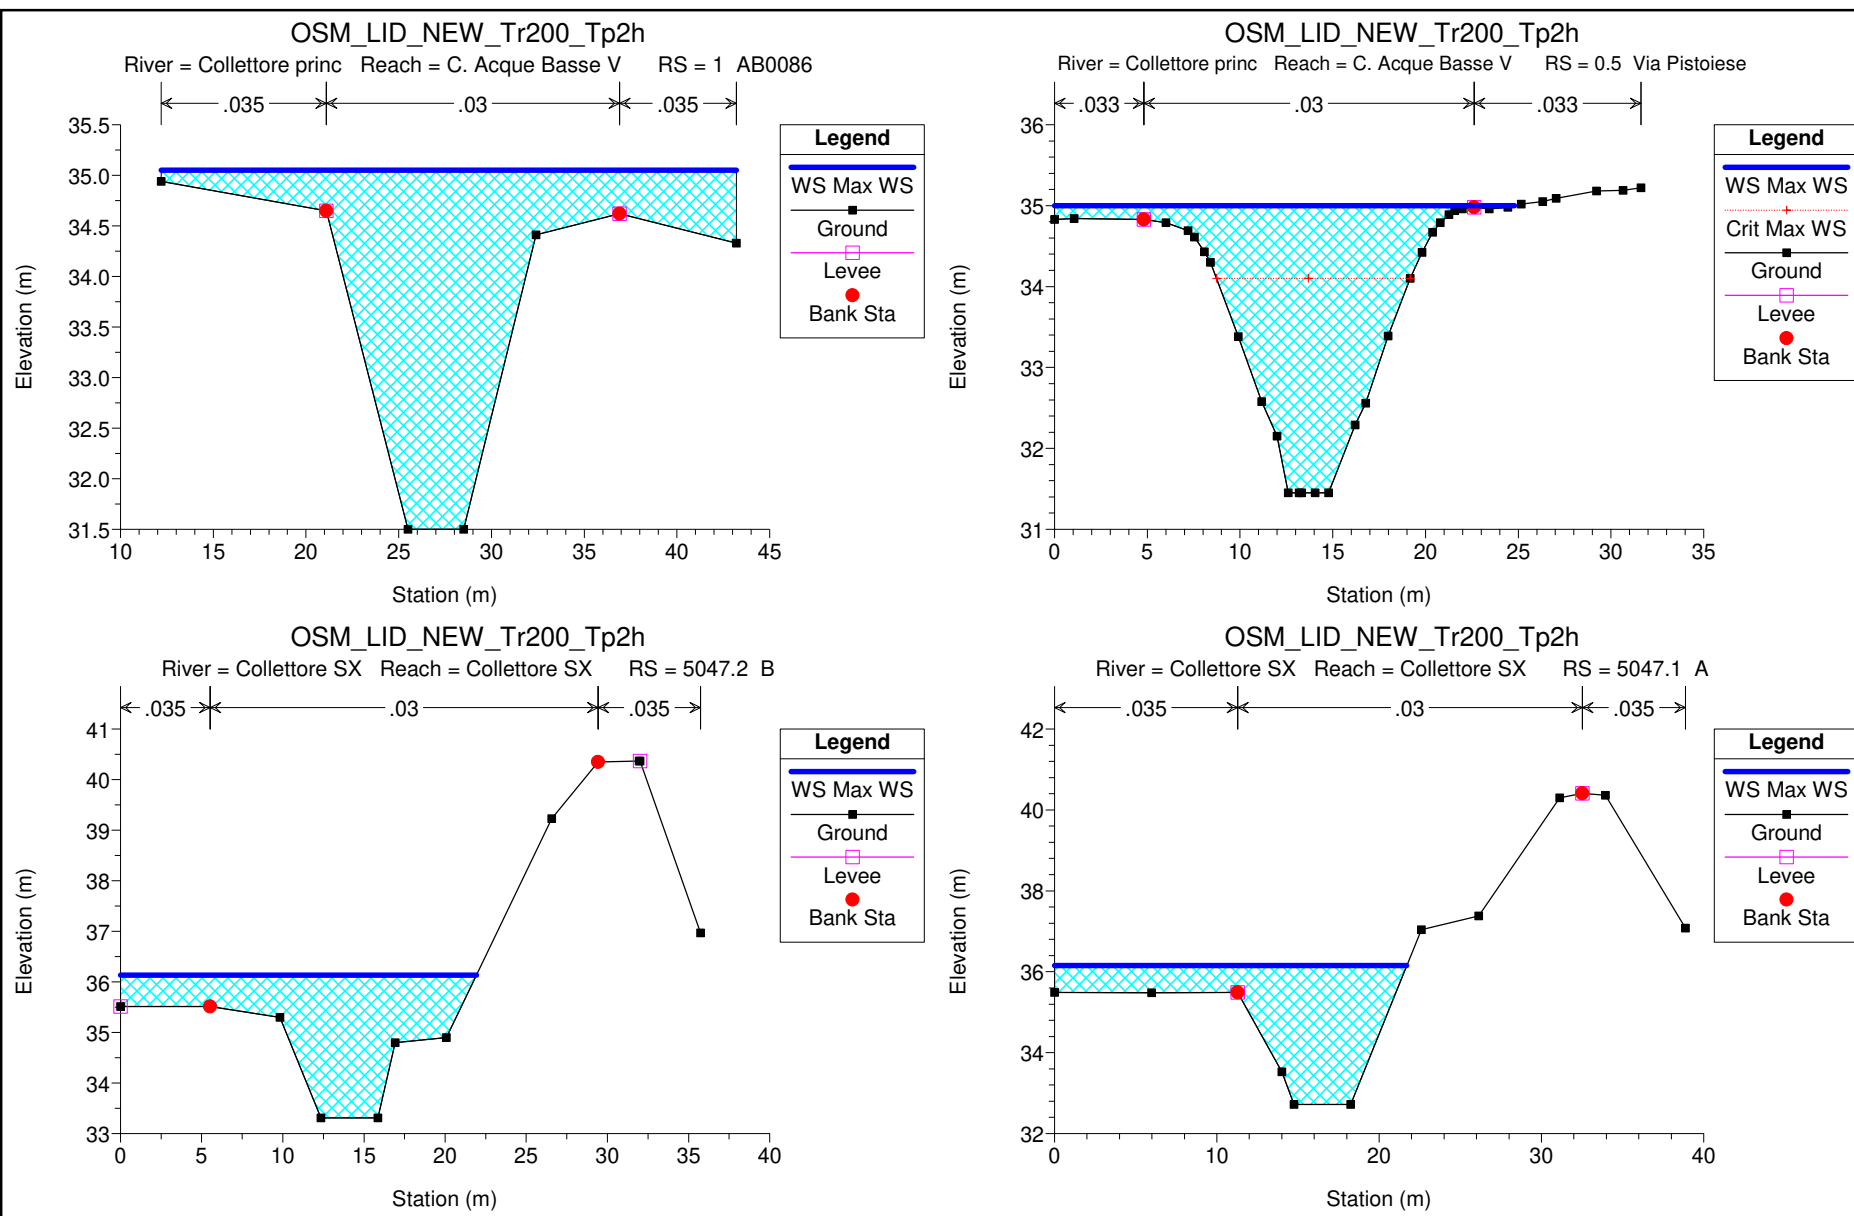 OSM_LID_NEW_Tr200_Tp2h
River = Collettore princ Reach = C. Acque Basse V RS = 1 AB0086
.035 .03 .035
35.5
35.0
34.5
34.0
33.5
33.0
32.5
32.0
31.5
Elevation (m)
10 15 20 25 30 35 40 45
Station (m)
Legend
WS Max WS
Ground
Levee
Bank Sta
OSM_LID_NEW_Tr200_Tp2h
River = Collettore princ Reach = C. Acque Basse V RS = 0.5 Via Pistoiese
.033 .03 .033
36
35
34
33
32
31
Elevation (m)
0 5 10 15 20 25 30 35
Station (m)
Legend
WS Max WS
Crit Max WS
Ground
Levee
Bank Sta
OSM_LID_NEW_Tr200_Tp2h
River = Collettore SX Reach = Collettore SX RS = 5047.2 B
.035 .03 .035
41
40
39
38
37
36
35
34
33
Elevation (m)
0 5 10 15 20 25 30 35 40
Station (m)
Legend
WS Max WS
Ground
Levee
Bank Sta
OSM_LID_NEW_Tr200_Tp2h
River = Collettore SX Reach = Collettore SX RS = 5047.1 A
.035 .03 .035
42
40
38
36
34
32
Elevation (m)
0 10 20 30 40
Station (m)
Legend
WS Max WS
Ground
Levee
Bank Sta